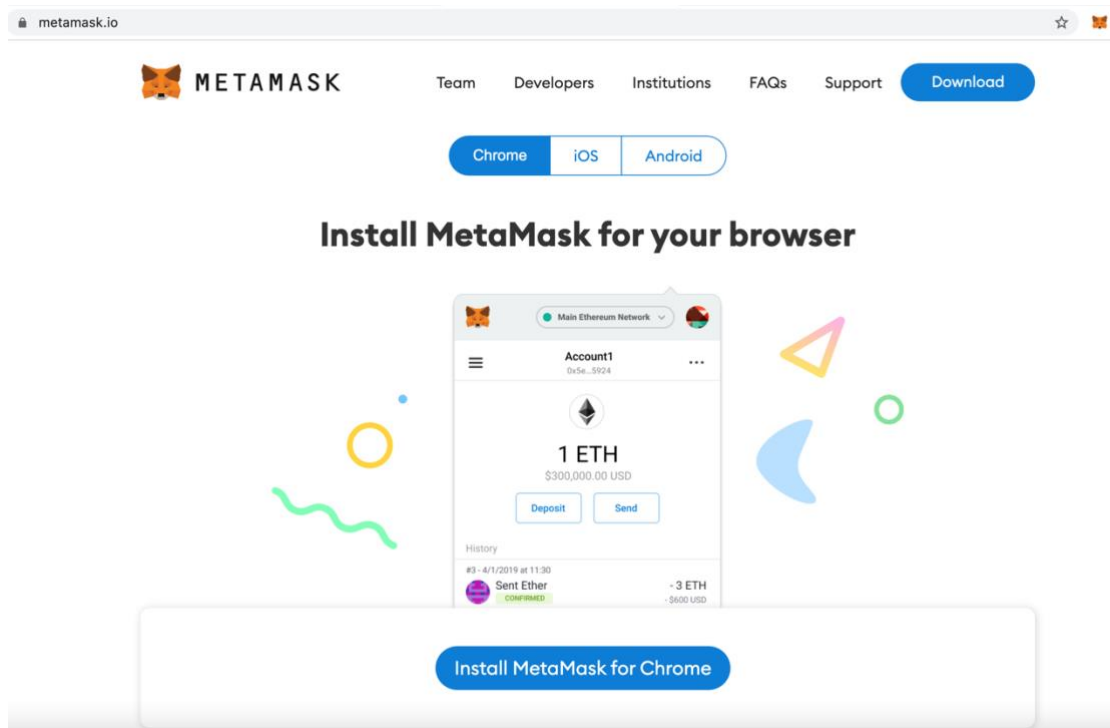 metamask.io
METAMASK
Team Developers Institutions FAQs Support Download
Chrome iOS Android
Install MetaMask for your browser
Main Ethereum Network
Account1
0x5e...5924
1 ETH
$300,000.00 USD
Deposit Send
History
#3 - 4/1/2019 at 11:30
Sent Ether - 3 ETH
CONFIRMED - $600 USD
Install MetaMask for Chrome